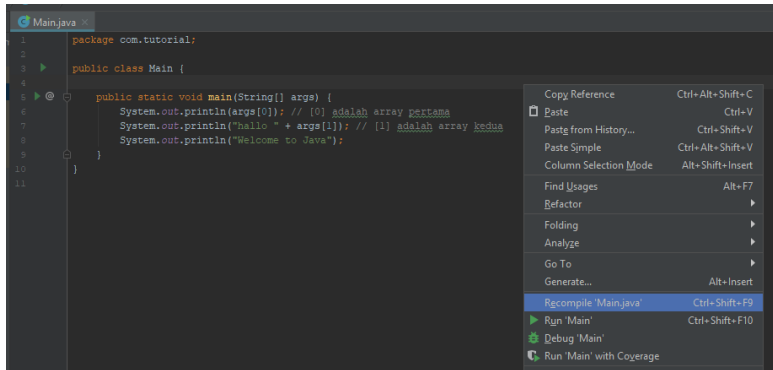 Main.java ×
1 package com.tutorial;
2
3 public class Main {
4
5 @ public static void main(String[] args) {
6 System.out.println(args[0]); // [0] adalah array pertama
7 System.out.println("hallo " + args[1]); // [1] adalah array kedua
8 System.out.println("Welcome to Java");
9 }
10 }
11
Copy Reference Ctrl+Alt+Shift+C
Paste Ctrl+V
Paste from History... Ctrl+Shift+V
Paste Simple Ctrl+Alt+Shift+V
Column Selection Mode Alt+Shift+Insert
Find Usages Alt+F7
Refactor
Folding
Analyze
Go To
Generate... Alt+Insert
Recompile 'Main.java' Ctrl+Shift+F9
Run 'Main' Ctrl+Shift+F10
Debug 'Main'
Run 'Main' with Coverage